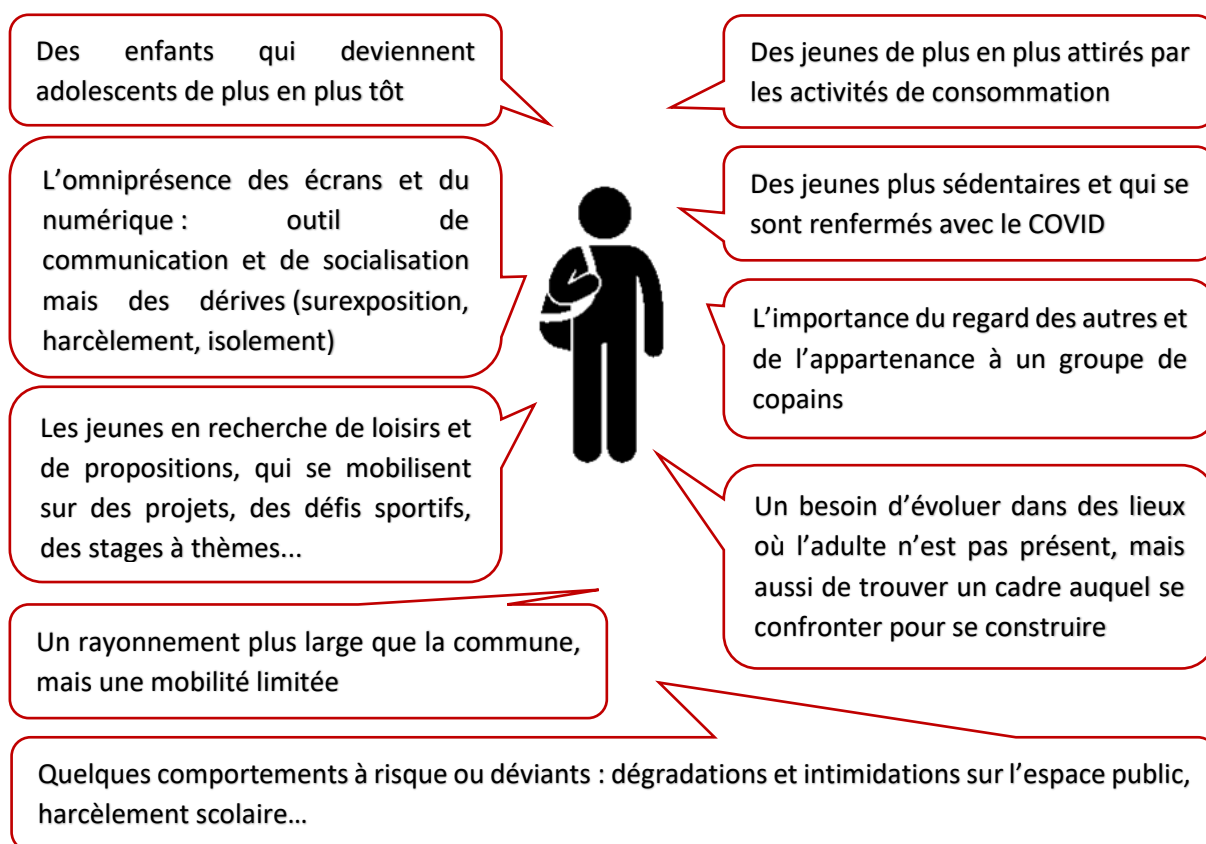 Des enfants qui deviennent
adolescents de plus en plus tôt
Des jeunes de plus en plus attirés par
les activités de consommation
L’omniprésence des écrans et du
numérique : outil de
communication et de socialisation
mais des dérives (surexposition,
harcèlement, isolement)
Des jeunes plus sédentaires et qui se
sont renfermés avec le COVID
L’importance du regard des autres et
de l’appartenance à un groupe de
copains
Les jeunes en recherche de loisirs et
de propositions, qui se mobilisent
sur des projets, des défis sportifs,
des stages à thèmes...
Un besoin d’évoluer dans des lieux
où l’adulte n’est pas présent, mais
aussi de trouver un cadre auquel se
confronter pour se construire
Un rayonnement plus large que la commune,
mais une mobilité limitée
Quelques comportements à risque ou déviants : dégradations et intimidations sur l’espace public,
harcèlement scolaire…